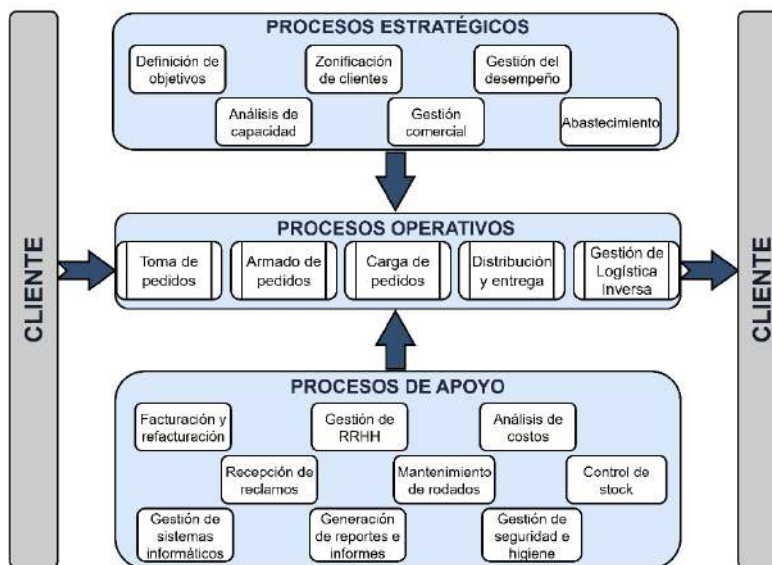 PROCESOS ESTRATÉGICOS
Definición de
objetivos
Zonificación
de clientes
Gestión del
desempeño
Análisis de
capacidad
Gestión
comercial
Abastecimiento
CLIENTE
PROCESOS OPERATIVOS
Toma de
pedidos
Armado de
pedidos
Carga de
pedidos
Distribución
y entrega
Gestión de
Logística
Inversa
CLIENTE
PROCESOS DE APOYO
Facturación y
refacturación
Gestión de
RRHH
Análisis de
costos
Recepción de
reclamos
Mantenimiento
de rodados
Control de
stock
Gestión de
sistemas
informáticos
Generación
de reportes e
informes
Gestión de
seguridad e
higiene